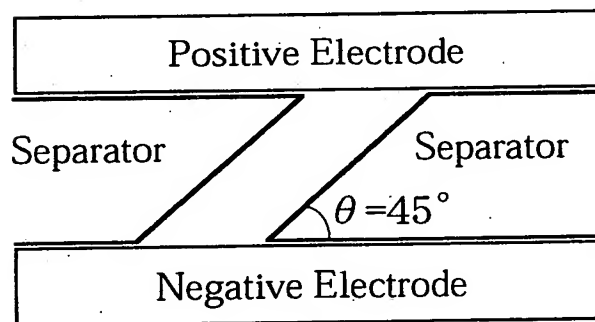 Positive Electrode
Separator
Separator
θ =45°
Negative Electrode